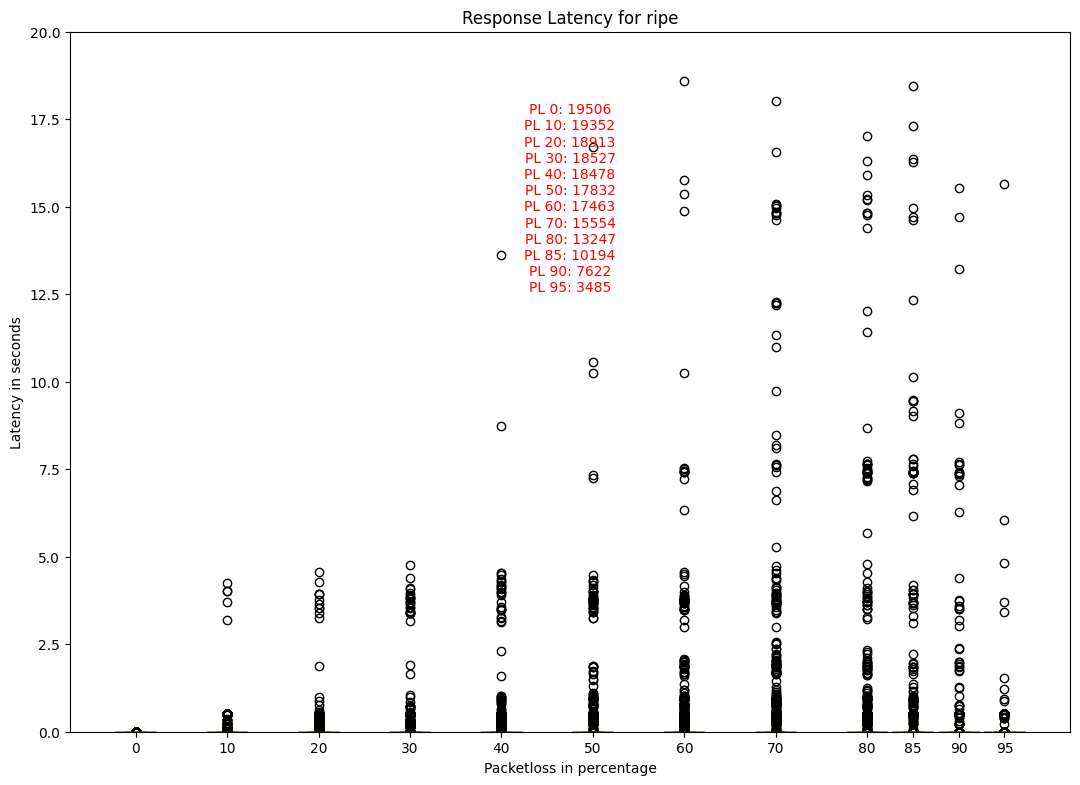 Response Latency for ripe
20.0
17.5
15.0
12.5
10.0
7.5
5.0
2.5
0.0
Latency in seconds
PL 0: 19506
PL 10: 19352
PL 20: 18913
PL 30: 18527
PL 40: 18478
PL 50: 17832
PL 60: 17463
PL 70: 15554
PL 80: 13247
PL 85: 10194
PL 90: 7622
PL 95: 3485
0 10 20 30 40 50 60 70 80 85 90 95
Packetloss in percentage